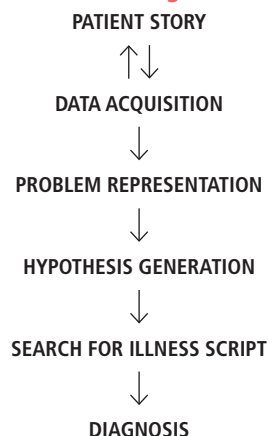 PATIENT STORY
DATA ACQUISITION
PROBLEM REPRESENTATION
HYPOTHESIS GENERATION
SEARCH FOR ILLNESS SCRIPT
DIAGNOSIS